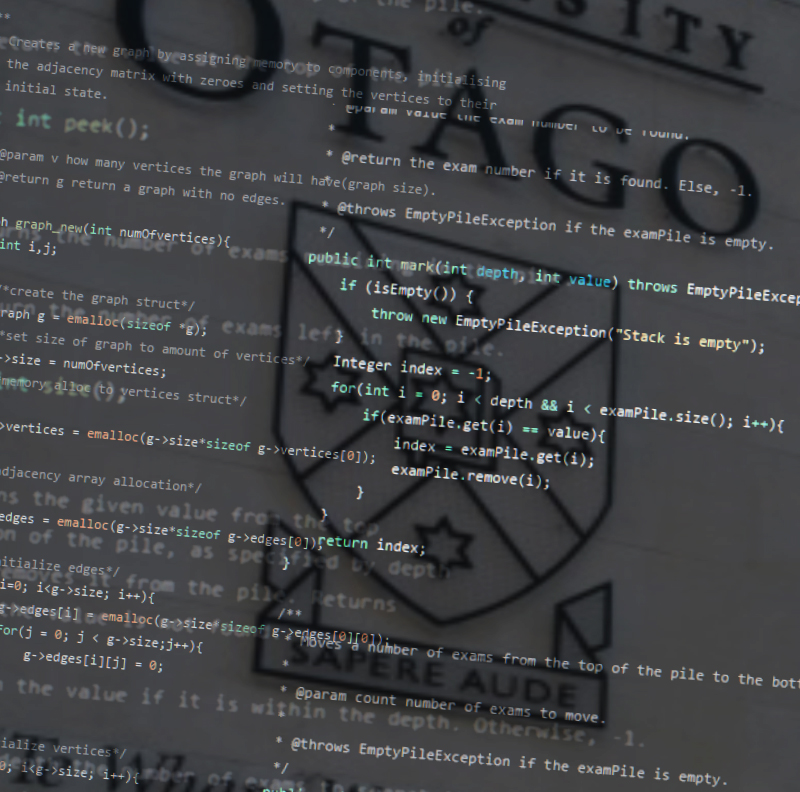 SITY
of
OTAGO
SAPERE AUDE
**
Creates a new graph by assigning memory to components, initialising
the adjacency matrix with zeroes and setting the vertices to their
initial state.
int peek();
@param v how many vertices the graph will have(graph size).
@return g return a graph with no edges.
h graph_new(int numOfvertices){
int i,j;
/*create the graph struct*/
raph g = emalloc(sizeof *g);
*set size of graph to amount of vertices*/
->size = numOfvertices;
memory alloc to vertices struct*/
->vertices = emalloc(g->size*sizeof g->vertices[0]);
adjacency array allocation*/
edges = emalloc(g->size*sizeof g->edges[0]);
nitialize edges*/
i=0; i<g->size; i++){
g->edges[i] = emalloc(g->size*sizeof g->edges[0][0]);
for(j = 0; j < g->size;j++){
g->edges[i][j] = 0;
ialize vertices*/
0; i<g->size; i++){
* @param value the exam number to be found.
*
* @return the exam number if it is found. Else, -1.
* @throws EmptyPileException if the examPile is empty.
*/
public int mark(int depth, int value) throws EmptyPileExcep
if (isEmpty()) {
throw new EmptyPileException("Stack is empty");
}
Integer index = -1;
for(int i = 0; i < depth && i < examPile.size(); i++){
if(examPile.get(i) == value){
index = examPile.get(i);
examPile.remove(i);
}
}
return index;
}
/**
* Moves a number of exams from the top of the pile to the bott
*
* @param count number of exams to move.
*
* @throws EmptyPileException if the examPile is empty.
*/
the pile.
the number of exams
number of exams left in the pile.
int size();
ns the given value from the top
on of the pile, as specified by depth
removes it from the pile. Returns
the value if it is within the depth. Otherwise, -1.
number of exams